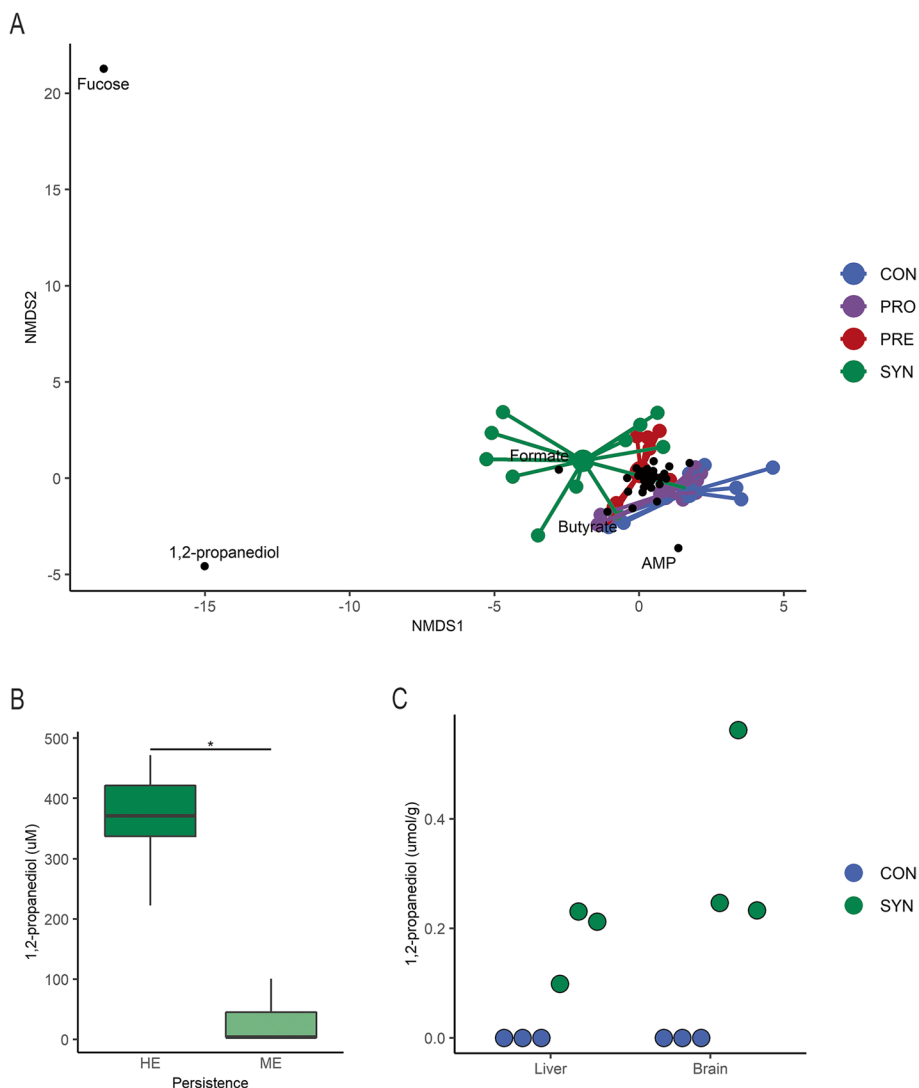 A
Fucose
20
15
10
5
0
-5
NMDS2
Formate
Butyrate
1,2-propanediol
AMP
-15
-10
-5
0
5
NMDS1
CON
PRO
PRE
SYN
B
500
400
300
200
100
0
1,2-propanediol (uM)
*
HE
ME
Persistence
C
0.4
0.2
0.0
1,2-propanediol (umol/g)
Liver
Brain
CON
SYN